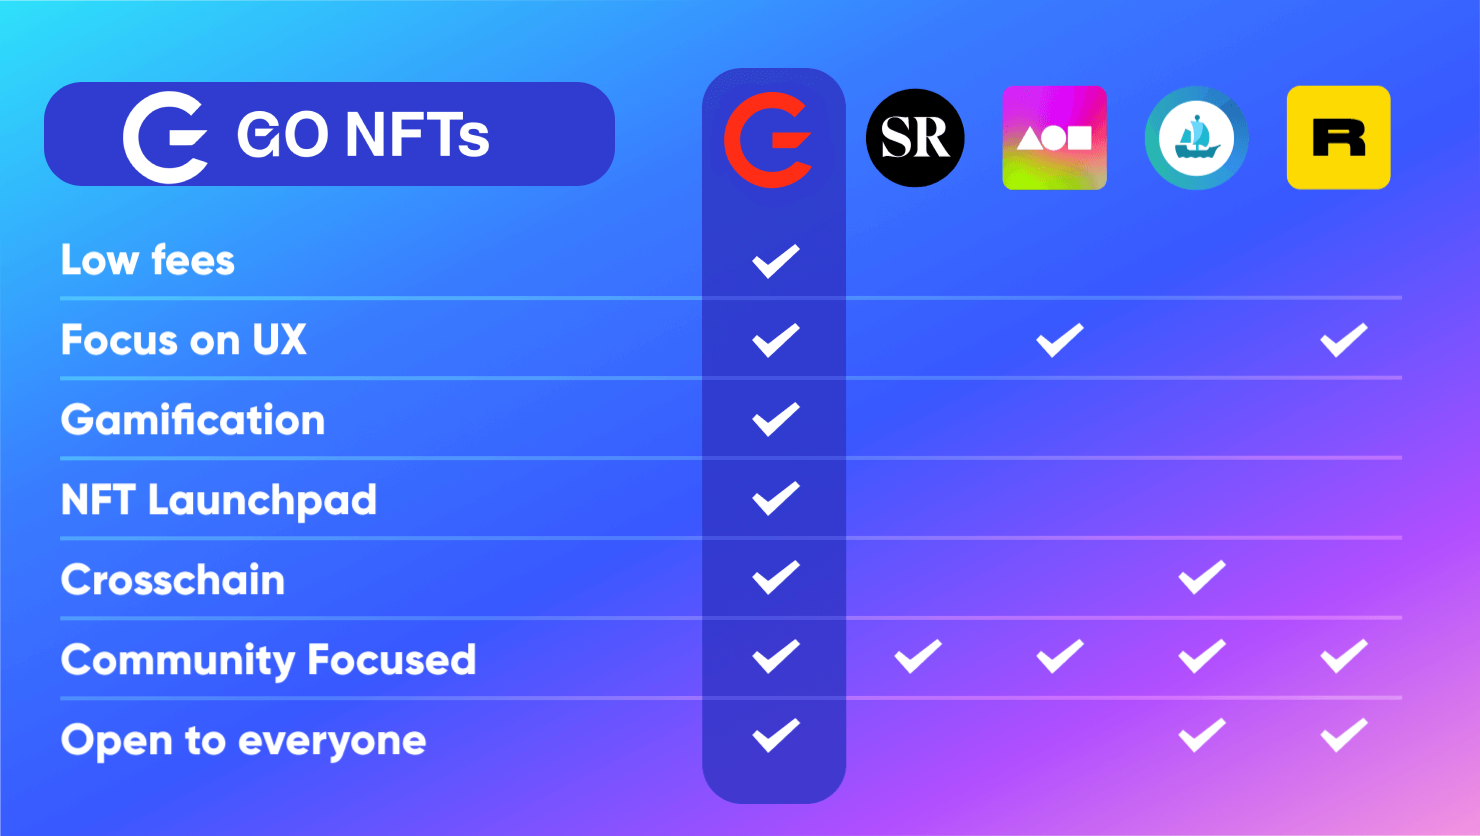 GO NFTs
SR
R
Low fees
Focus on UX
Gamification
NFT Launchpad
Crosschain
Community Focused
Open to everyone